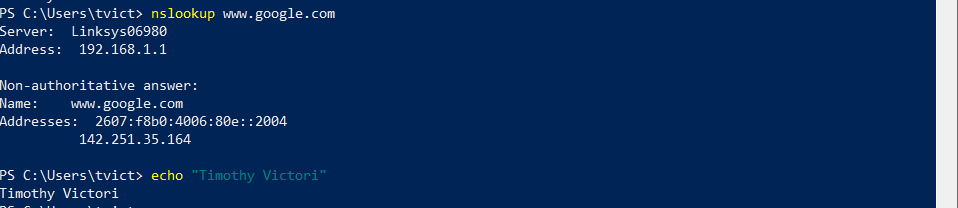 PS C:\Users\tvict> nslookup www.google.com
Server:  Linksys06980
Address:  192.168.1.1

Non-authoritative answer:
Name:    www.google.com
Addresses:  2607:f8b0:4006:80e::2004
          142.251.35.164

PS C:\Users\tvict> echo "Timothy Victori"
Timothy Victori
PS C:\Users\tvict>